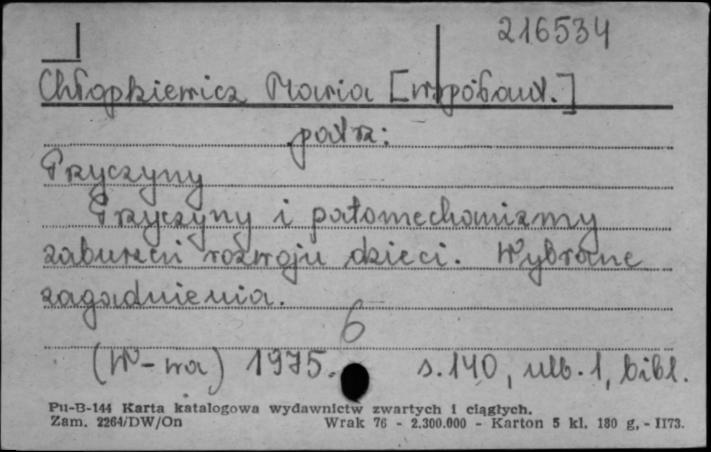 216534
Chłopkiewicz Maria [współaut.]
patrz:
Przyczyny
Przyczyny i patomechanizmy
zaburzeń rozwoju dzieci. Wybrane
zagadnienia.
6
(W-wa) 1975. s. 140, nlb. 1, bibl.
Pu-B-144 Karta katalogowa wydawnictw zwartych i ciągłych.
Zam. 2264/DW/On Wrak 76 - 2.300.000 - Karton 5 kl. 180 g. - II73.